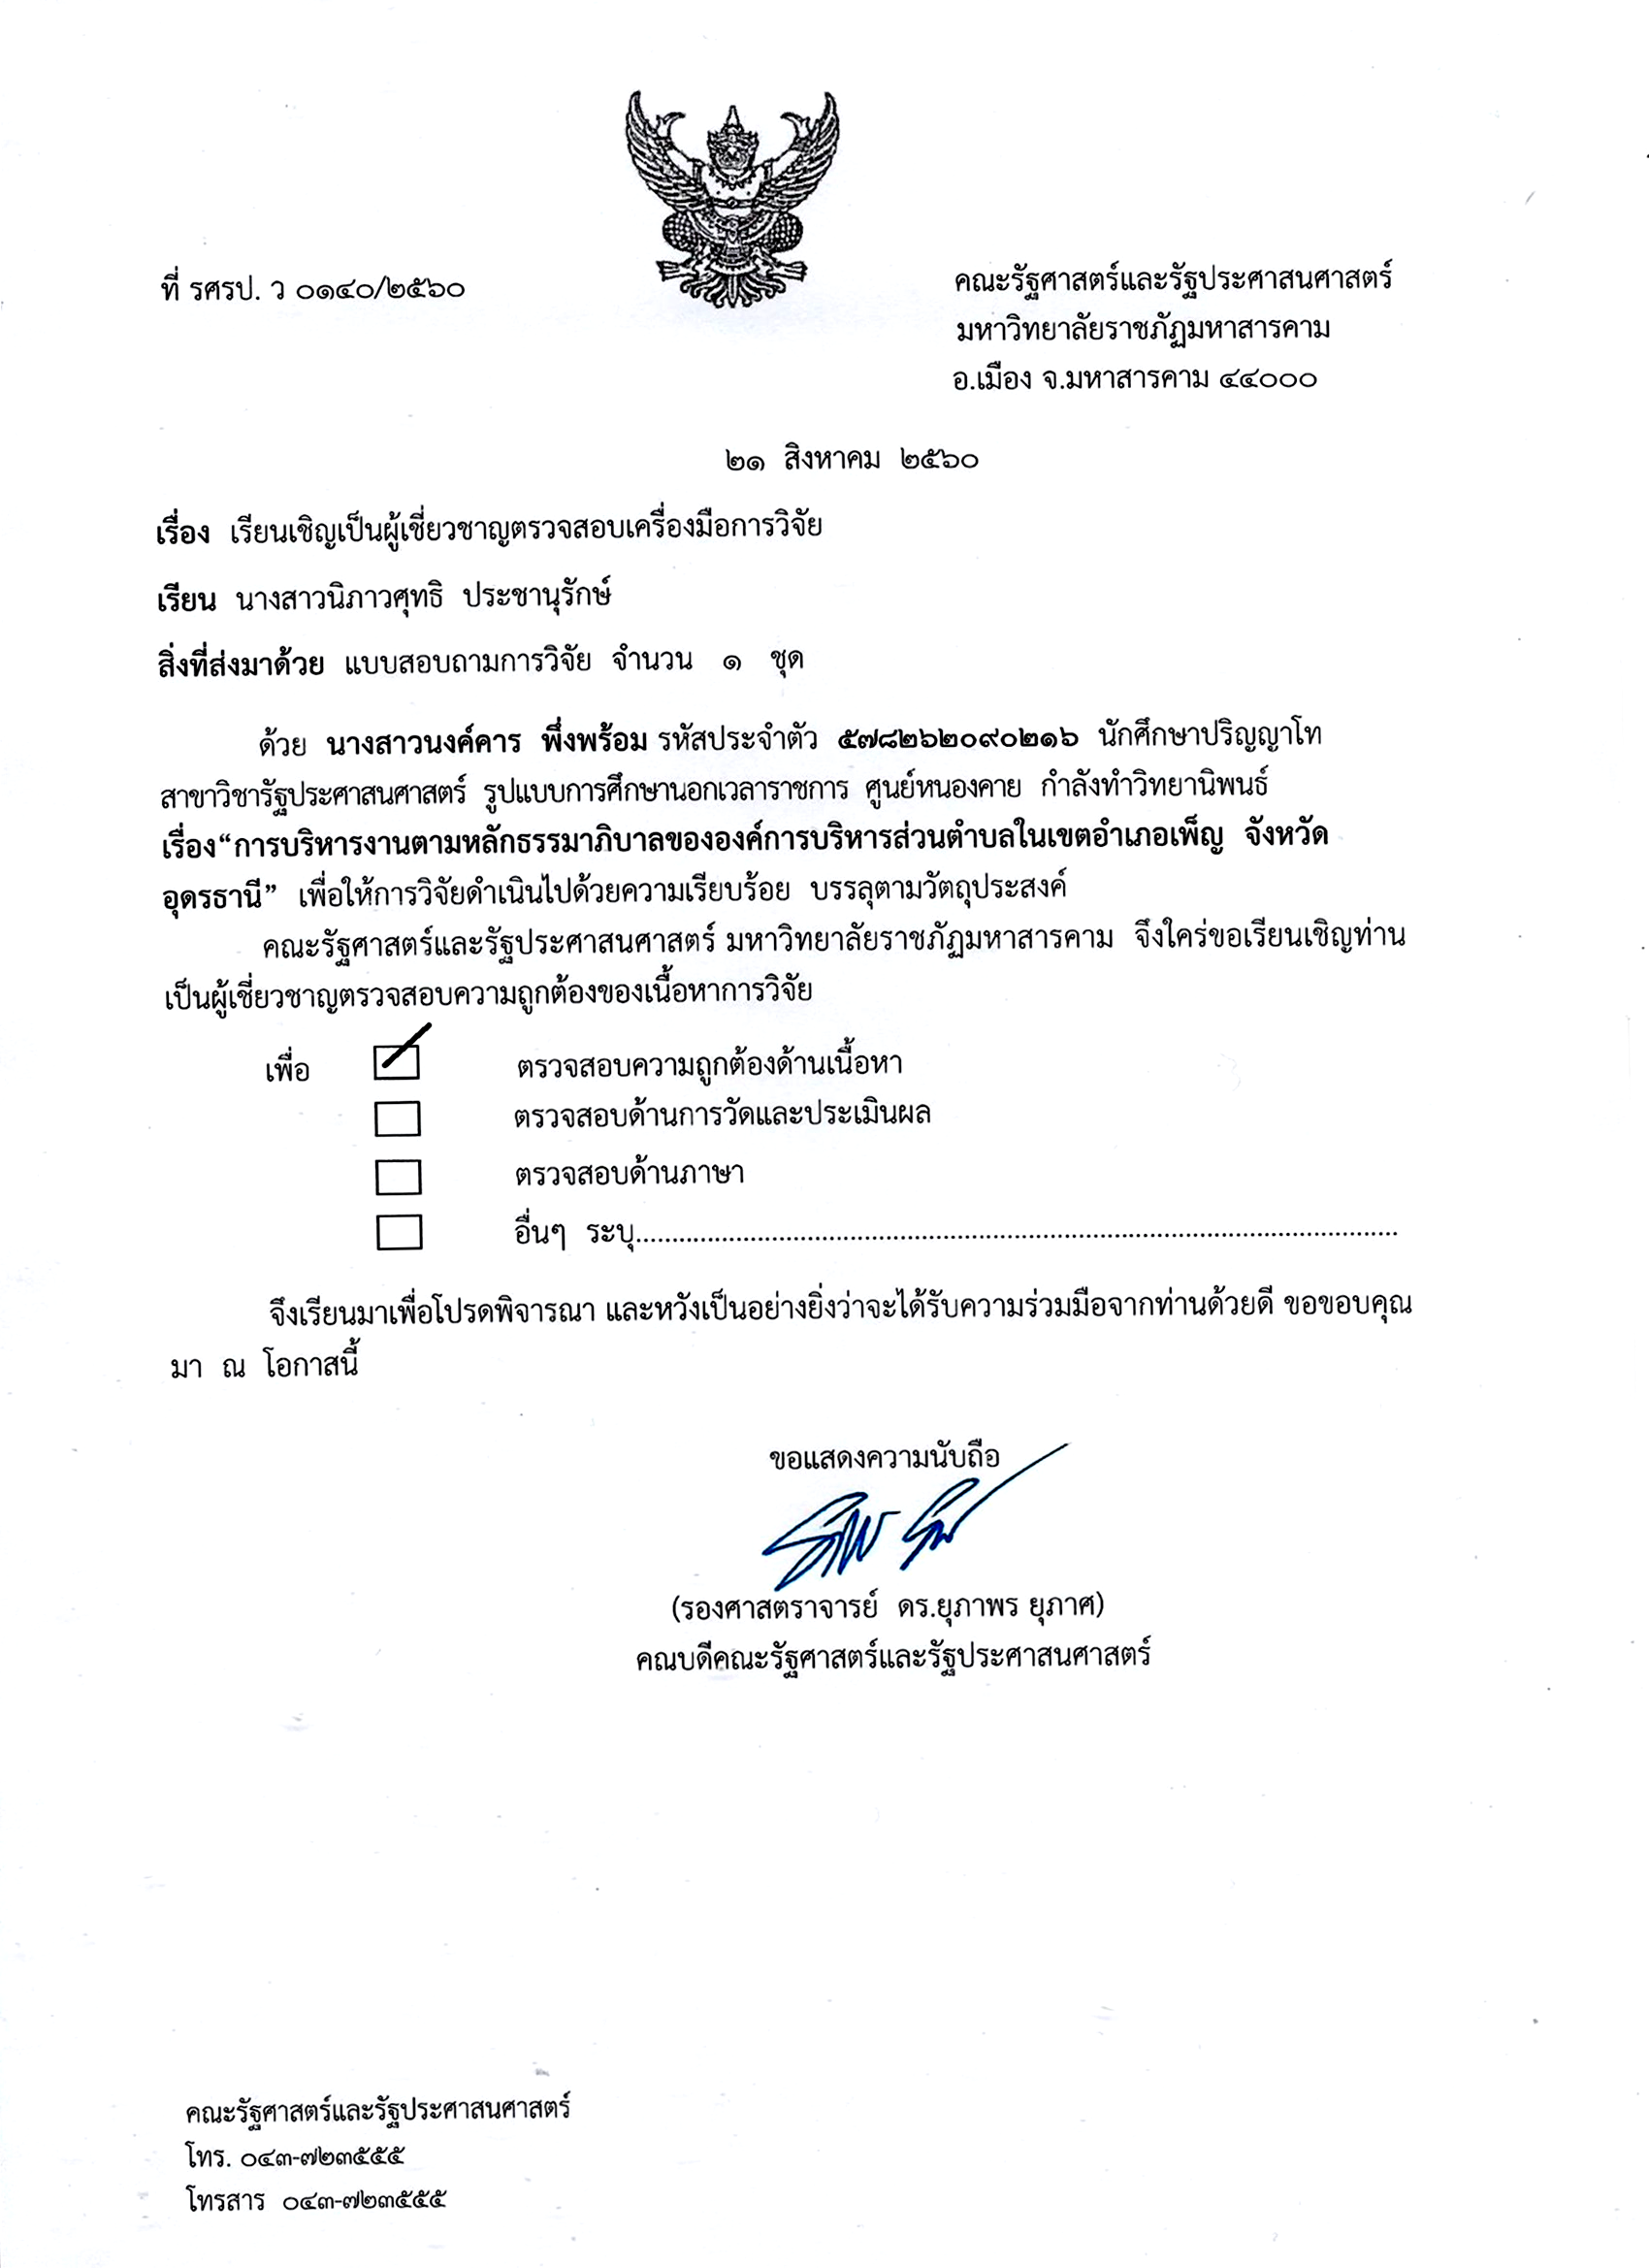 ที่ รศรป. ว ๐๑๔๐/๒๕๖๐
คณะรัฐศาสตร์และรัฐประศาสนศาสตร์
มหาวิทยาลัยราชภัฏมหาสารคาม
อ.เมือง จ.มหาสารคาม ๔๔๐๐๐
๒๑ สิงหาคม ๒๕๖๐
เรื่อง เรียนเชิญเป็นผู้เชี่ยวชาญตรวจสอบเครื่องมือการวิจัย
เรียน นางสาวนิภาวศุทธิ ประชานุรักษ์
สิ่งที่ส่งมาด้วย แบบสอบถามการวิจัย จำนวน ๑ ชุด
ด้วย นางสาวนงค์คาร พึ่งพร้อม รหัสประจำตัว ๕๗๘๒๖๒๐๙๐๒๑๖ นักศึกษาปริญญาโท
สาขาวิชารัฐประศาสนศาสตร์ รูปแบบการศึกษานอกเวลาราชการ ศูนย์หนองคาย กำลังทำวิทยานิพนธ์
เรื่อง“การบริหารงานตามหลักธรรมาภิบาลขององค์การบริหารส่วนตำบลในเขตอำเภอเพ็ญ จังหวัด
อุดรธานี” เพื่อให้การวิจัยดำเนินไปด้วยความเรียบร้อย บรรลุตามวัตถุประสงค์
คณะรัฐศาสตร์และรัฐประศาสนศาสตร์ มหาวิทยาลัยราชภัฏมหาสารคาม จึงใคร่ขอเรียนเชิญท่าน
เป็นผู้เชี่ยวชาญตรวจสอบความถูกต้องของเนื้อหาการวิจัย
เพื่อ ตรวจสอบความถูกต้องด้านเนื้อหา
ตรวจสอบด้านการวัดและประเมินผล
ตรวจสอบด้านภาษา
อื่นๆ ระบุ..........................................................................................................
จึงเรียนมาเพื่อโปรดพิจารณา และหวังเป็นอย่างยิ่งว่าจะได้รับความร่วมมือจากท่านด้วยดี ขอขอบคุณ
มา ณ โอกาสนี้
ขอแสดงความนับถือ
(รองศาสตราจารย์ ดร.ยุภาพร ยุภาศ)
คณบดีคณะรัฐศาสตร์และรัฐประศาสนศาสตร์
คณะรัฐศาสตร์และรัฐประศาสนศาสตร์
โทร. ๐๔๓-๗๒๓๕๕๕
โทรสาร ๐๔๓-๗๒๓๕๕๕